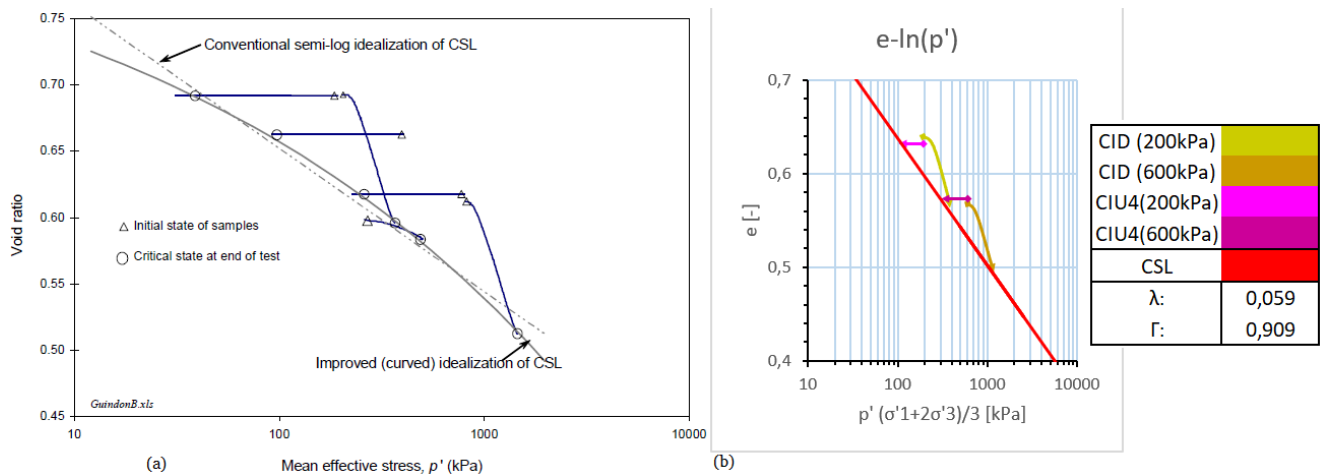 0.75
0.70
0.65
0.60
0.55
0.50
0.45
Void ratio
Conventional semi-log idealization of CSL
Initial state of samples
Critical state at end of test
Improved (curved) idealization of CSL
GuindonB.xls
10
100
1000
10000
(a)
Mean effective stress, p' (kPa)
e-ln(p')
0,7
0,6
0,5
0,4
e [-]
10
100
1000
10000
p' (σ'1+2σ'3)/3 [kPa]
(b)
CID (200kPa)
CID (600kPa)
CIU4(200kPa)
CIU4(600kPa)
CSL
λ: 0,059
Γ: 0,909